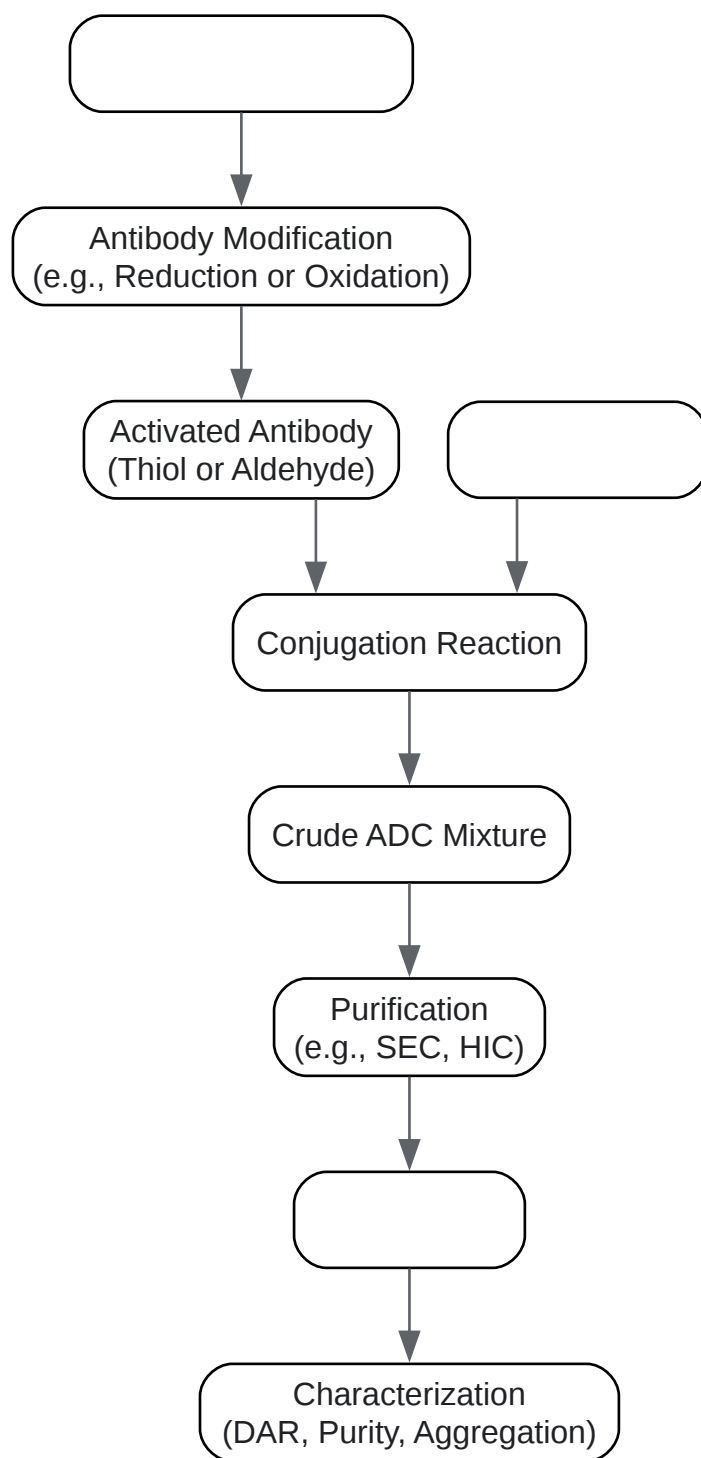 Antibody Modification
(e.g., Reduction or Oxidation)
Activated Antibody
(Thiol or Aldehyde)
Conjugation Reaction
Crude ADC Mixture
Purification
(e.g., SEC, HIC)
Characterization
(DAR, Purity, Aggregation)